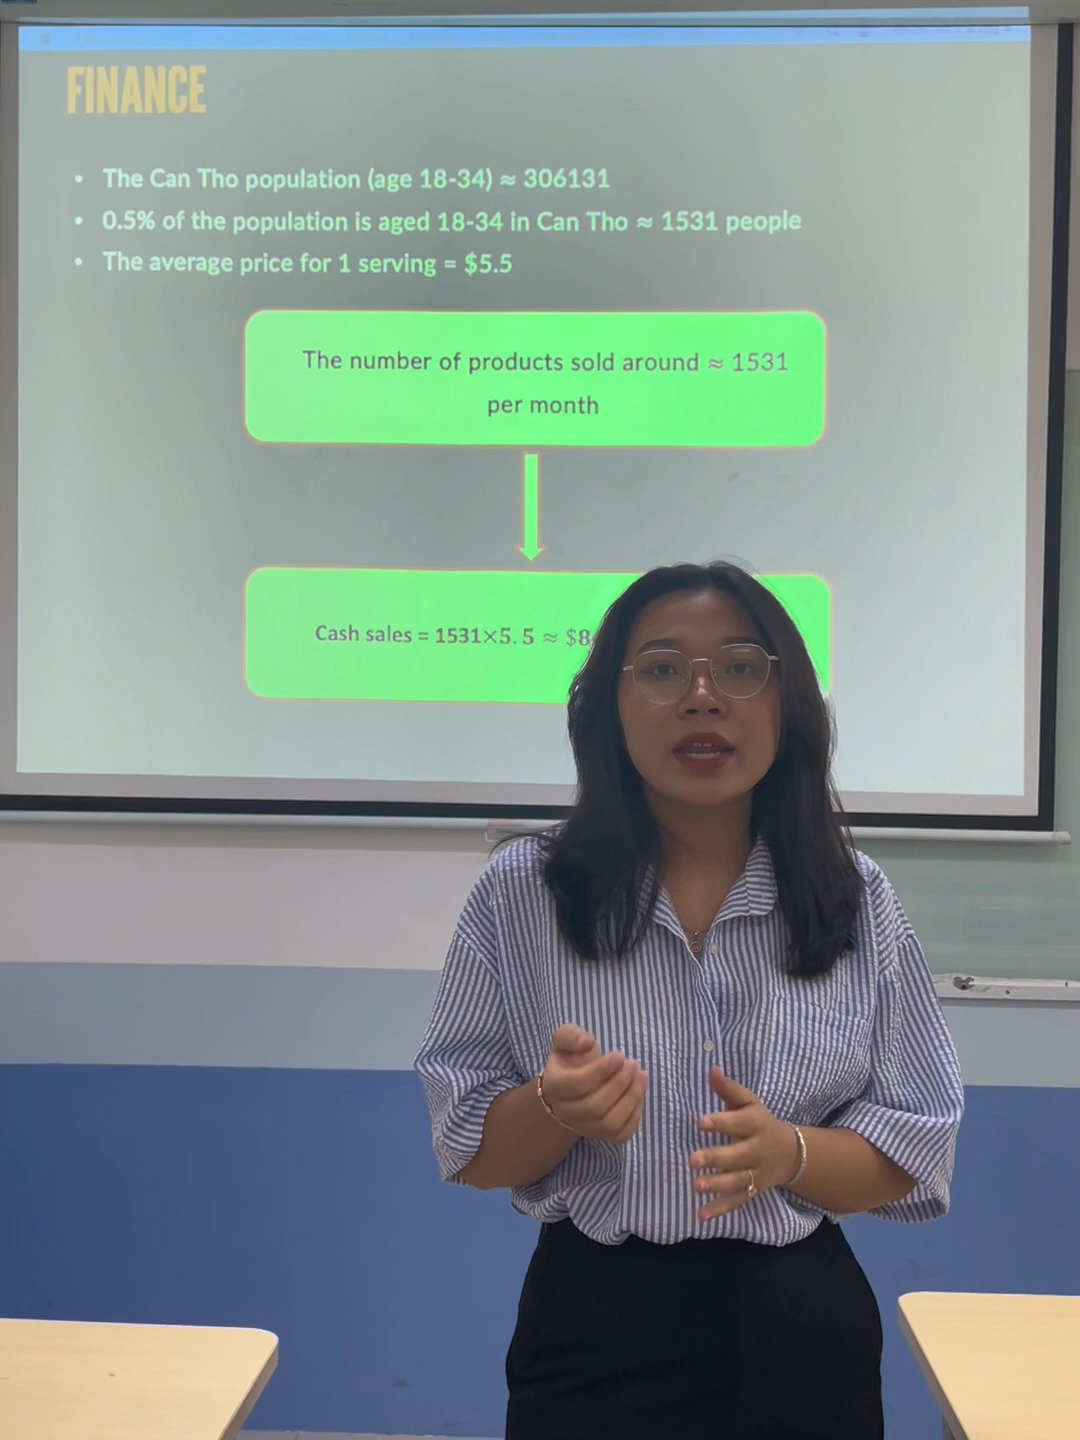 FINANCE
• The Can Tho population (age 18-34) ≈ 306131
• 0.5% of the population is aged 18-34 in Can Tho ≈ 1531 people
• The average price for 1 serving = $5.5
The number of products sold around ≈ 1531
per month
Cash sales = 1531×5.5 ≈ $8